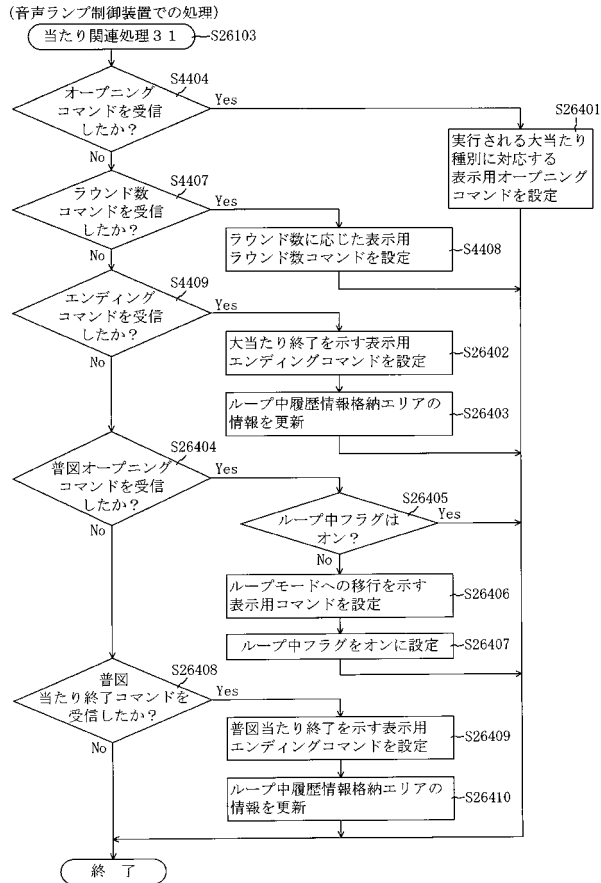 (音声ランプ制御装置での処理)
当たり関連処理31
S26103
S4404
オープニング
コマンドを受信
したか?
Yes
No
S26401
実行される大当たり
種別に対応する
表示用オープニング
コマンドを設定
S4407
ラウンド数
コマンドを受信
したか?
Yes
No
ラウンド数に応じた表示用
ラウンド数コマンドを設定
S4408
S4409
エンディング
コマンドを受信
したか?
Yes
No
大当たり終了を示す表示用
エンディングコマンドを設定
S26402
ループ中履歴情報格納エリアの
情報を更新
S26403
S26404
普図オープニング
コマンドを受信
したか?
Yes
No
S26405
ループ中フラグは
オン?
Yes
No
ループモードへの移行を示す
表示用コマンドを設定
S26406
ループ中フラグをオンに設定
S26407
S26408
普図
当たり終了コマンドを
受信したか?
Yes
No
普図当たり終了を示す表示用
エンディングコマンドを設定
S26409
ループ中履歴情報格納エリアの
情報を更新
S26410
終 了